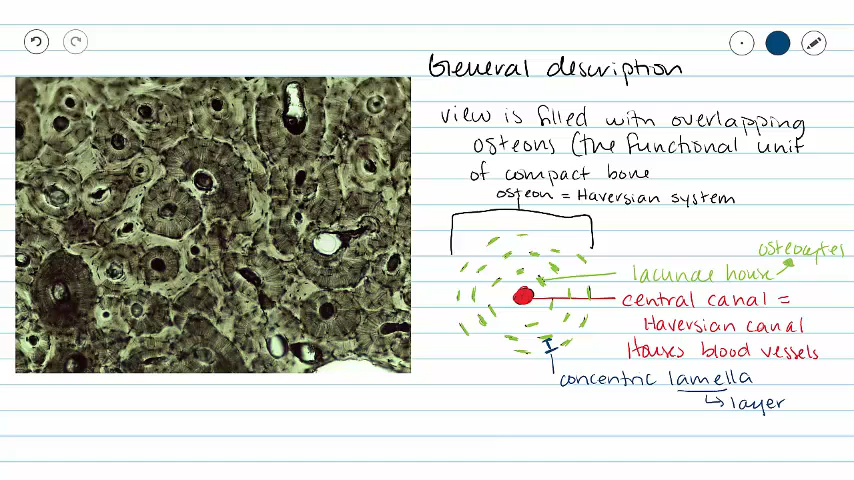 General description
view is filled with overlapping
osteons (the functional unit
of compact bone
osteon = Haversian system
osteocytes
lacunae house
central canal =
Haversian canal
Houses blood vessels
concentric lamella
↳ layer